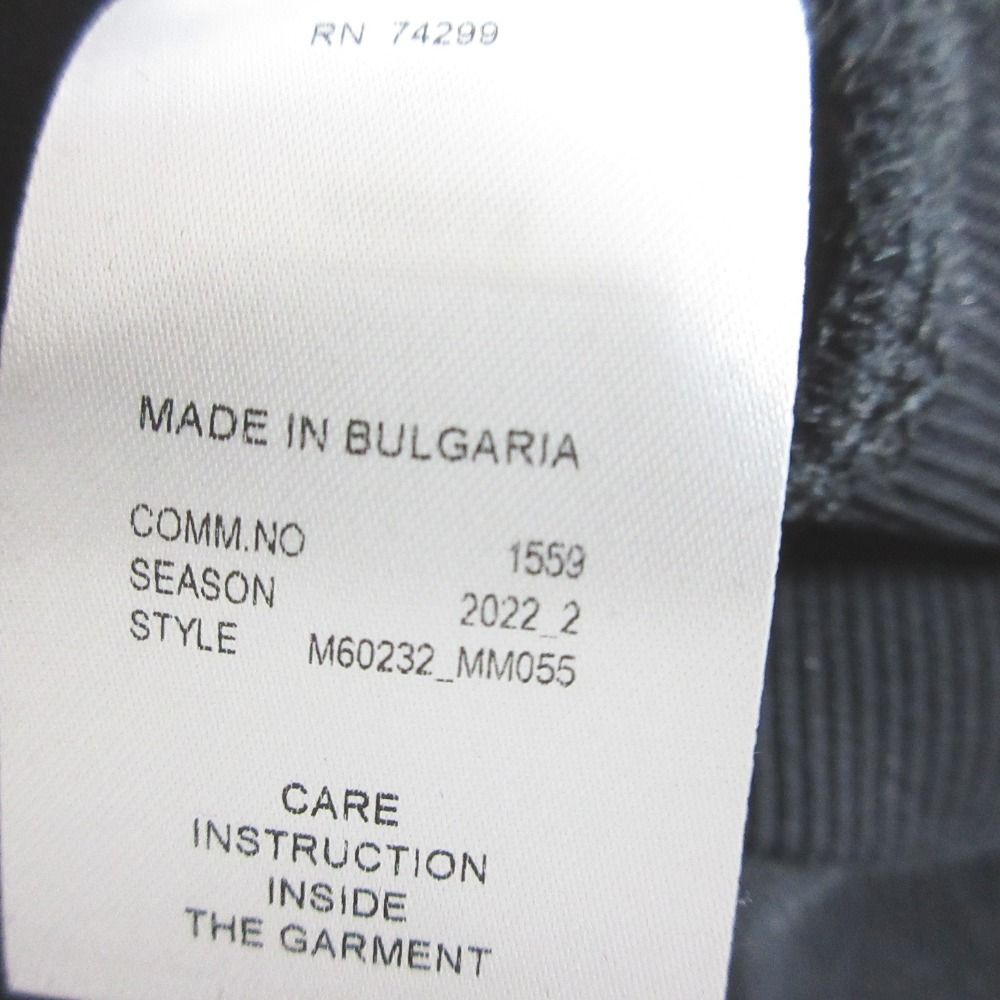 RN 74299
MADE IN BULGARIA
COMM.NO 1559
SEASON 2022_2
STYLE M60232_MM055
CARE
INSTRUCTION
INSIDE
THE GARMENT